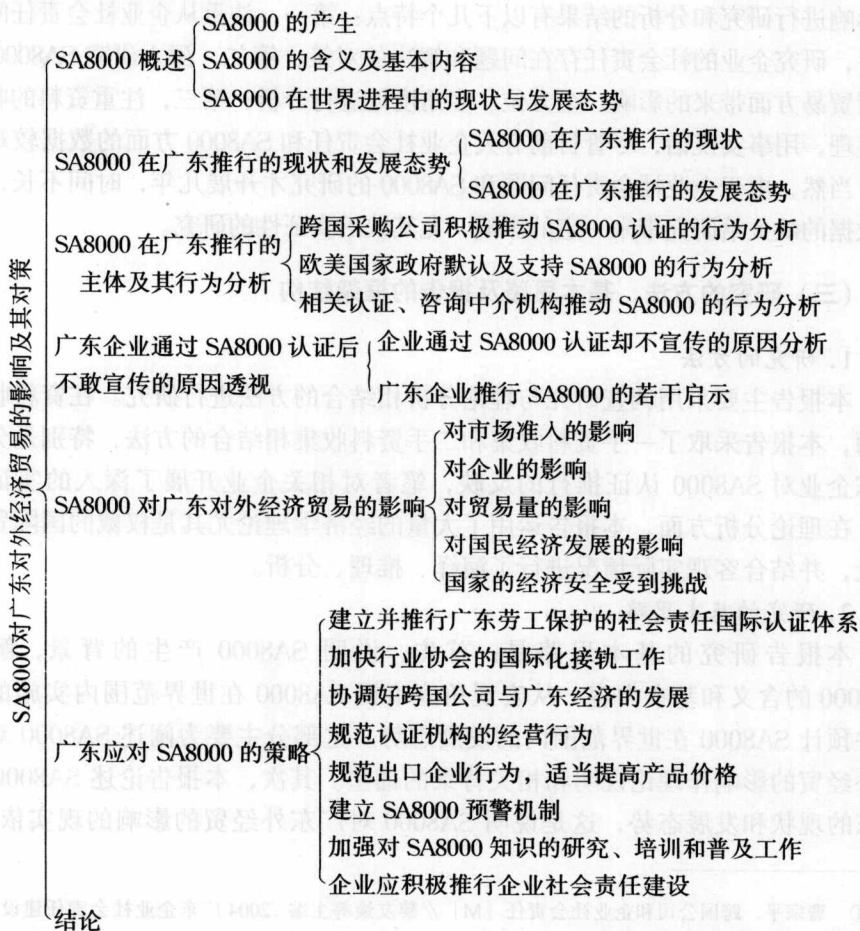 SA8000对广东对外经济贸易的影响及其对策
SA8000 概述
SA8000 的产生
SA8000 的含义及基本内容
SA8000 在世界进程中的现状与发展态势
SA8000 在广东推行的现状和发展态势
SA8000 在广东推行的现状
SA8000 在广东推行的发展态势
SA8000 在广东推行的
主体及其行为分析
跨国采购公司积极推动 SA8000 认证的行为分析
欧美国家政府默认及支持 SA8000 的行为分析
相关认证、咨询中介机构推动 SA8000 的行为分析
广东企业通过 SA8000 认证后
不敢宣传的原因透视
企业通过 SA8000 认证却不宣传的原因分析
广东企业推行 SA8000 的若干启示
SA8000 对广东对外经济贸易的影响
对市场准入的影响
对企业的影响
对贸易量的影响
对国民经济发展的影响
国家的经济安全受到挑战
广东应对 SA8000 的策略
建立并推行广东劳工保护的社会责任国际认证体系
加快行业协会的国际化接轨工作
协调好跨国公司与广东经济的发展
规范认证机构的经营行为
规范出口企业行为，适当提高产品价格
建立 SA8000 预警机制
加强对 SA8000 知识的研究、培训和普及工作
企业应积极推行企业社会责任建设
结论